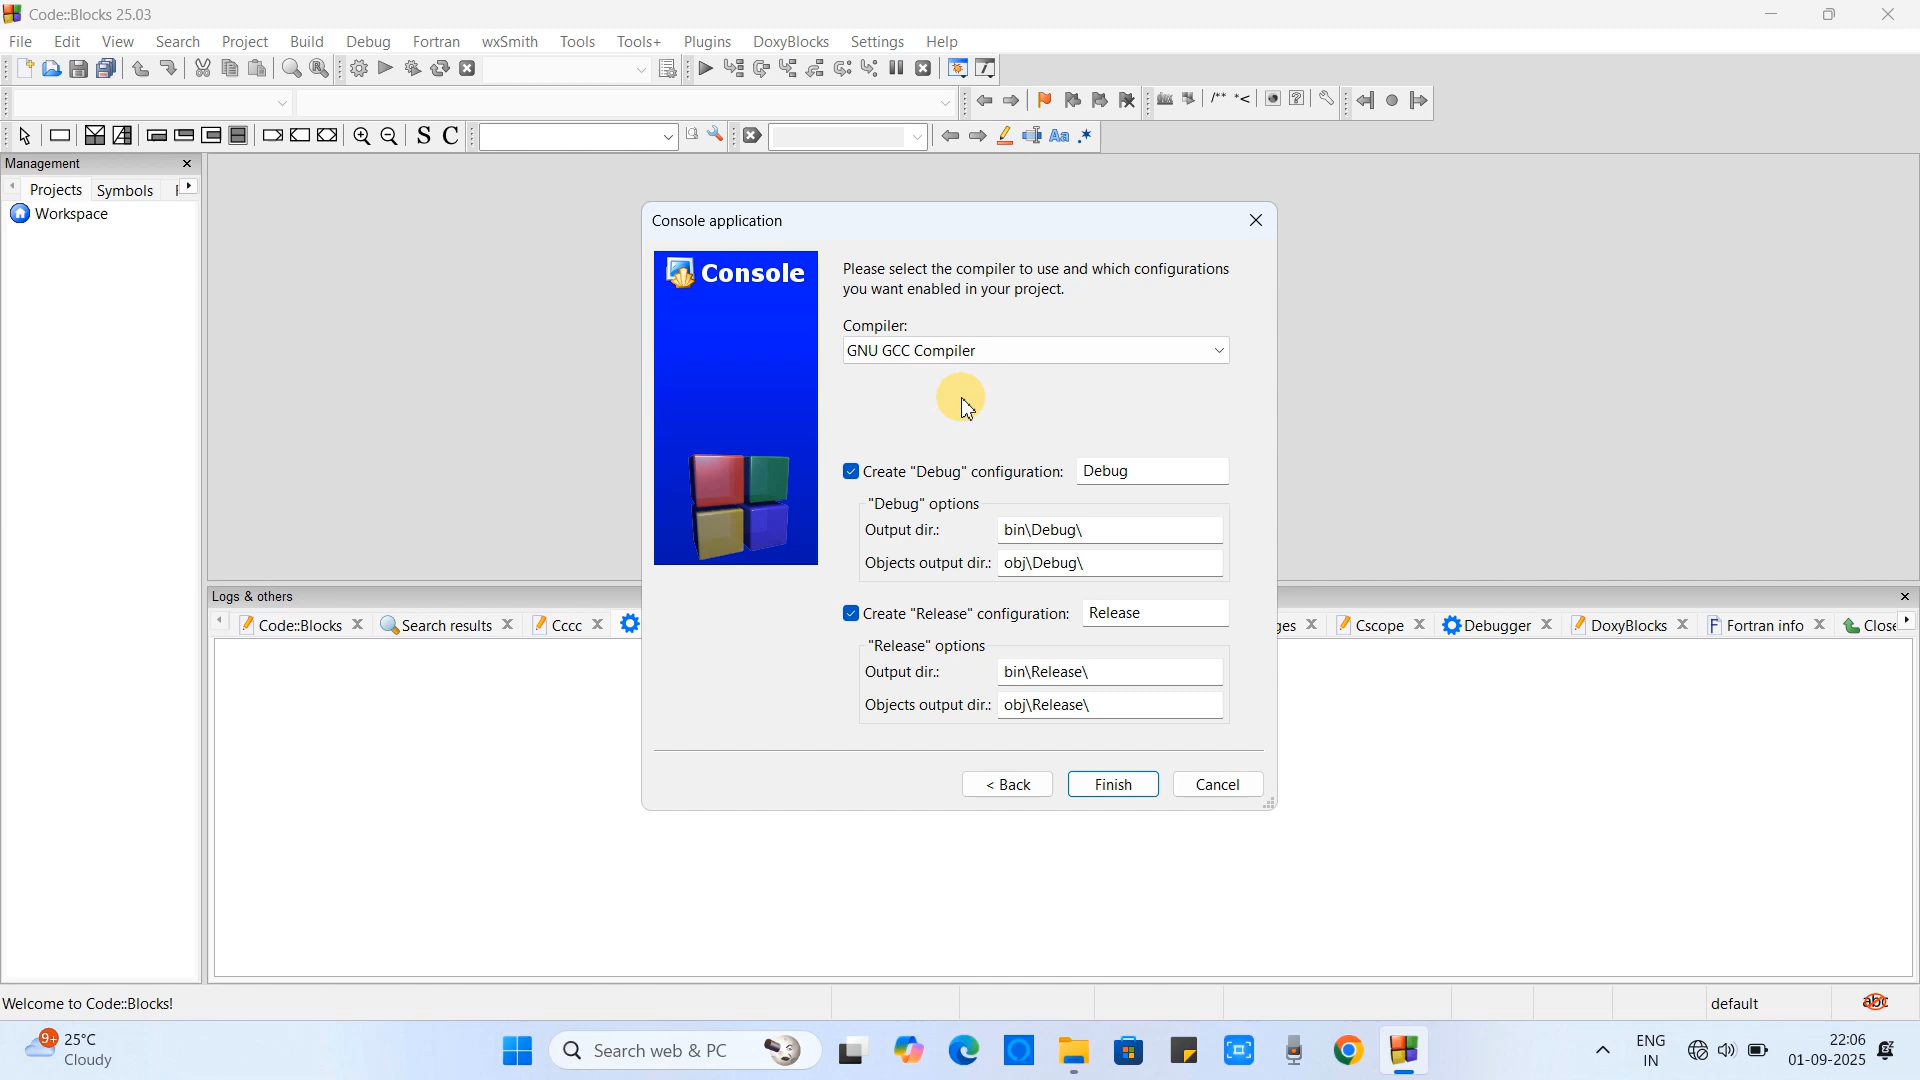 Code::Blocks 25.03
File Edit View Search Project Build Debug Fortran wxSmith Tools Tools+ Plugins DoxyBlocks Settings Help
/** *<
S C Aa .*
Management
Projects Symbols
Workspace
Console application
Console
Please select the compiler to use and which configurations
you want enabled in your project.
Compiler:
GNU GCC Compiler
Create "Debug" configuration: Debug
"Debug" options
Output dir.: bin\Debug\
Objects output dir.: obj\Debug\
Create "Release" configuration: Release
"Release" options
Output dir.: bin\Release\
Objects output dir.: obj\Release\
< Back Finish Cancel
Logs & others
Code::Blocks Search results Cccc ges Cscope Debugger DoxyBlocks Fortran info Close
Welcome to Code::Blocks! default abc
9+ 25°C
Cloudy
Search web & PC
ENG
IN
22:06
01-09-2025